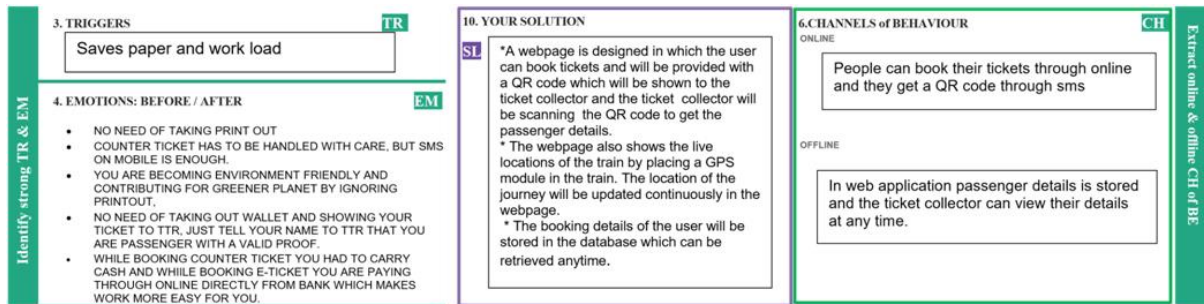 Identify strong TR & EM
3. TRIGGERS
TR
Saves paper and work load
4. EMOTIONS: BEFORE / AFTER
EM
• NO NEED OF TAKING PRINT OUT
• COUNTER TICKET HAS TO BE HANDLED WITH CARE, BUT SMS
ON MOBILE IS ENOUGH.
• YOU ARE BECOMING ENVIRONMENT FRIENDLY AND
CONTRIBUTING FOR GREENER PLANET BY IGNORING
PRINTOUT,
• NO NEED OF TAKING OUT WALLET AND SHOWING YOUR
TICKET TO TTR, JUST TELL YOUR NAME TO TTR THAT YOU
ARE PASSENGER WITH A VALID PROOF.
• WHILE BOOKING COUNTER TICKET YOU HAD TO CARRY
CASH AND WHIILE BOOKING E-TICKET YOU ARE PAYING
THROUGH ONLINE DIRECTLY FROM BANK WHICH MAKES
WORK MORE EASY FOR YOU.
10. YOUR SOLUTION
SL
*A webpage is designed in which the user
can book tickets and will be provided with
a QR code which will be shown to the
ticket collector and the ticket collector will
be scanning the QR code to get the
passenger details.
* The webpage also shows the live
locations of the train by placing a GPS
module in the train. The location of the
journey will be updated continuously in the
webpage.
* The booking details of the user will be
stored in the database which can be
retrieved anytime.
6.CHANNELS of BEHAVIOUR
CH
ONLINE
People can book their tickets through online
and they get a QR code through sms
OFFLINE
In web application passenger details is stored
and the ticket collector can view their details
at any time.
Extract online & offline CH of BE